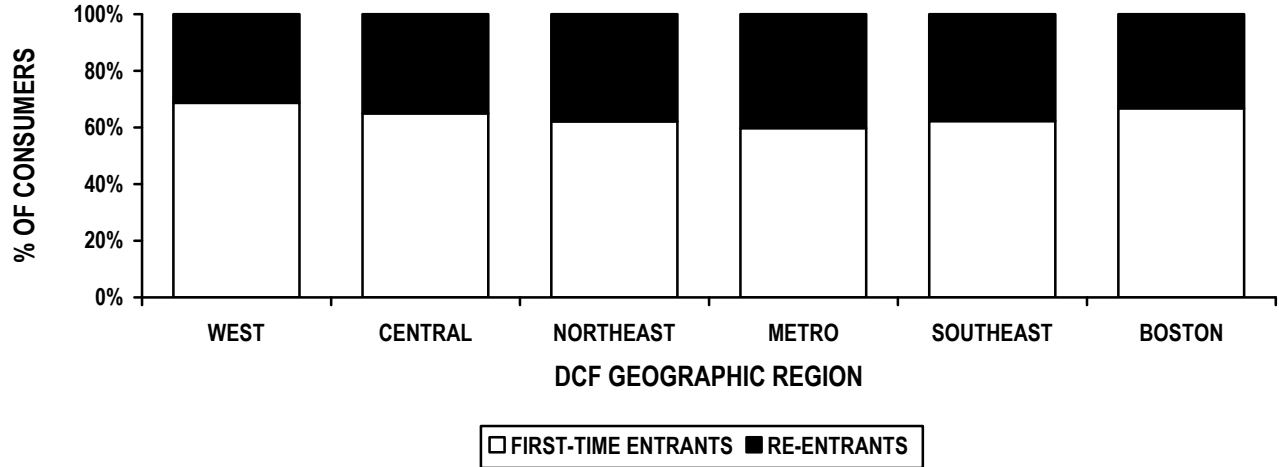 % OF CONSUMERS
100%
80%
60%
40%
20%
0%
WEST CENTRAL NORTHEAST METRO SOUTHEAST BOSTON
DCF GEOGRAPHIC REGION
FIRST-TIME ENTRANTS RE-ENTRANTS